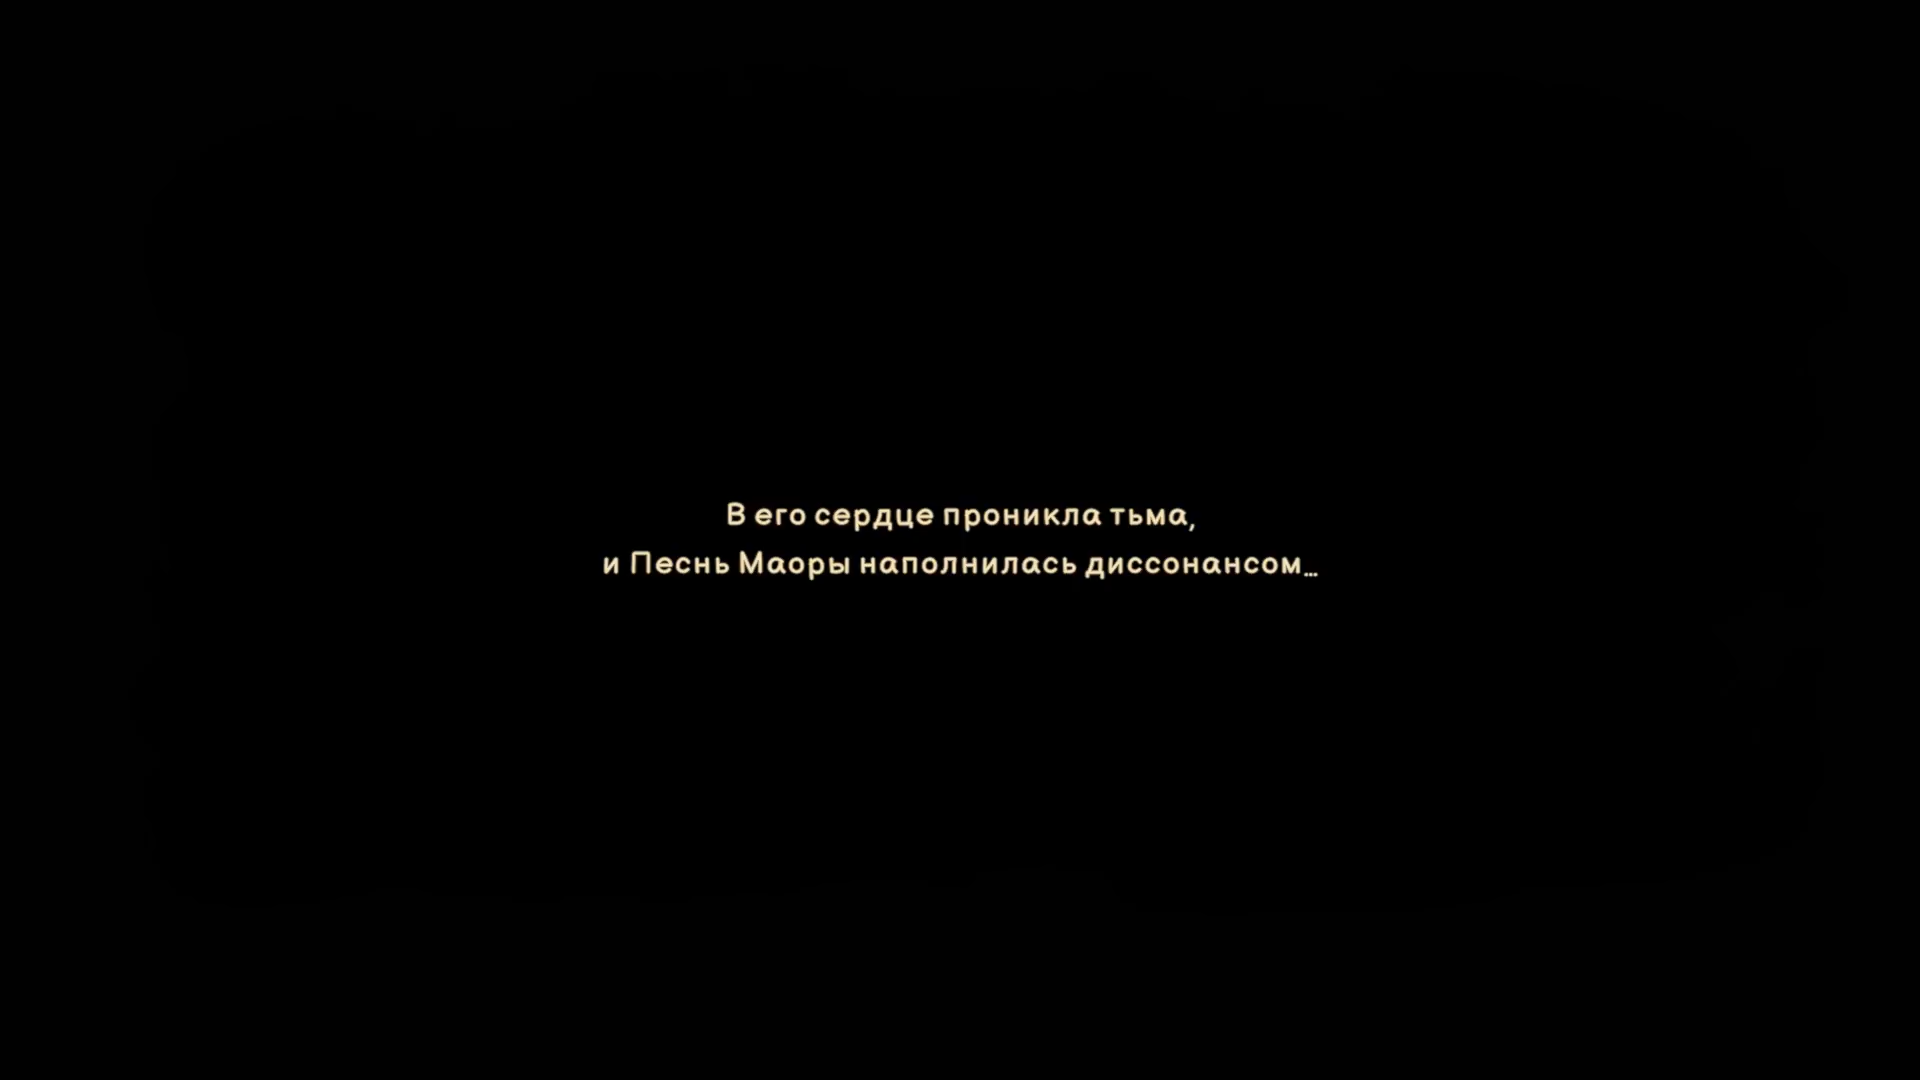 В его сердце проникла тьма,
и Песнь Маоры наполнилась диссонансом...